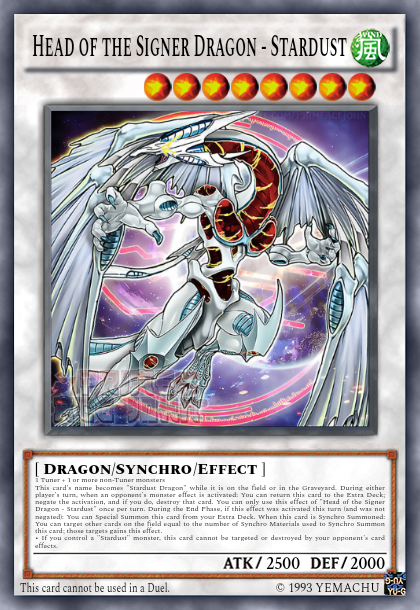 HEAD OF THE SIGNER DRAGON - STARDUST
WIND
風
[ DRAGON/SYNCHRO/EFFECT ]
1 Tuner + 1 or more non-Tuner monsters
This card's name becomes "Stardust Dragon" while it is on the field or in the Graveyard. During either
player's turn, when an opponent's monster effect is activated: You can return this card to the Extra Deck;
negate the activation, and if you do, destroy that card. You can only use this effect of "Head of the Signer
Dragon - Stardust" once per turn. During the End Phase, if this effect was activated this turn (and was not
negated): You can Special Summon this card from your Extra Deck. When this card is Synchro Summoned:
You can target other cards on the field equal to the number of Synchro Materials used to Synchro Summon
this card; those targets gains this effect.
• If you control a "Stardust" monster, this card cannot be targeted or destroyed by your opponent's card
effects.
ATK / 2500 DEF / 2000
This card cannot be used in a Duel.
© 1993 YEMACHU